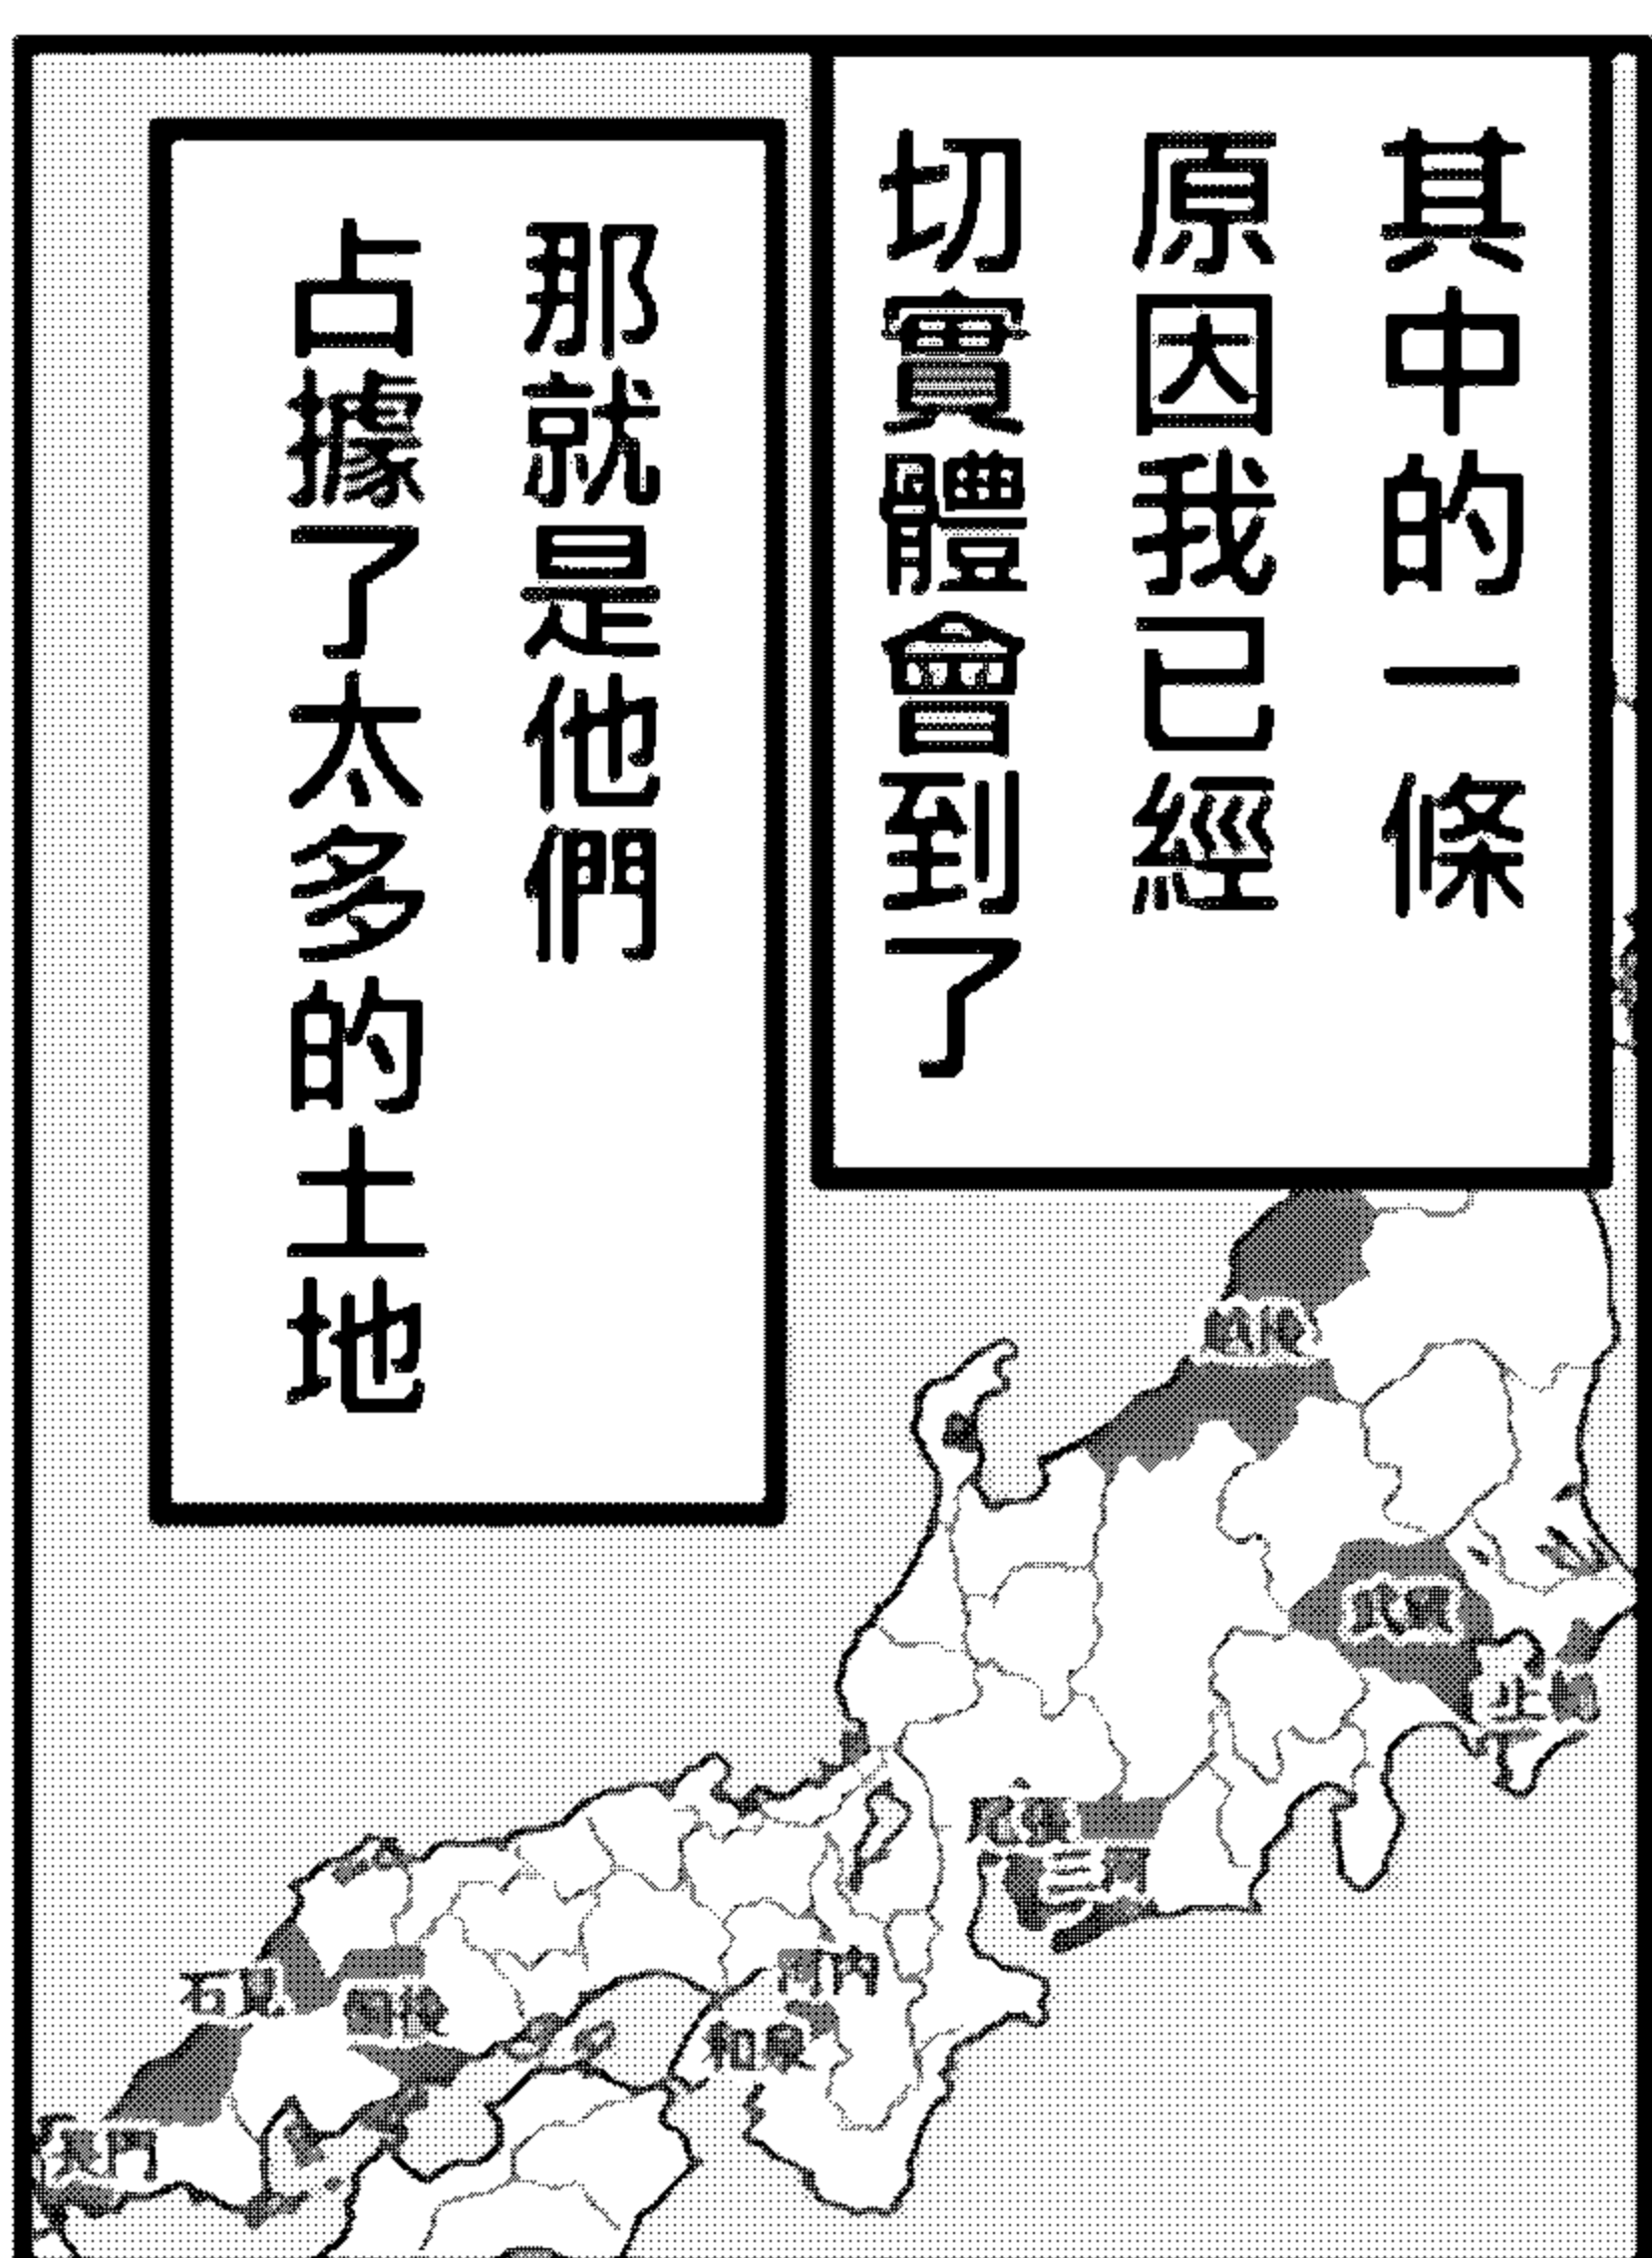 其中的一條
原因我已經
切實體會到了
那就是他們
占據了太多的土地
越後
武蔵
尾張
河内
和泉
石見
長門